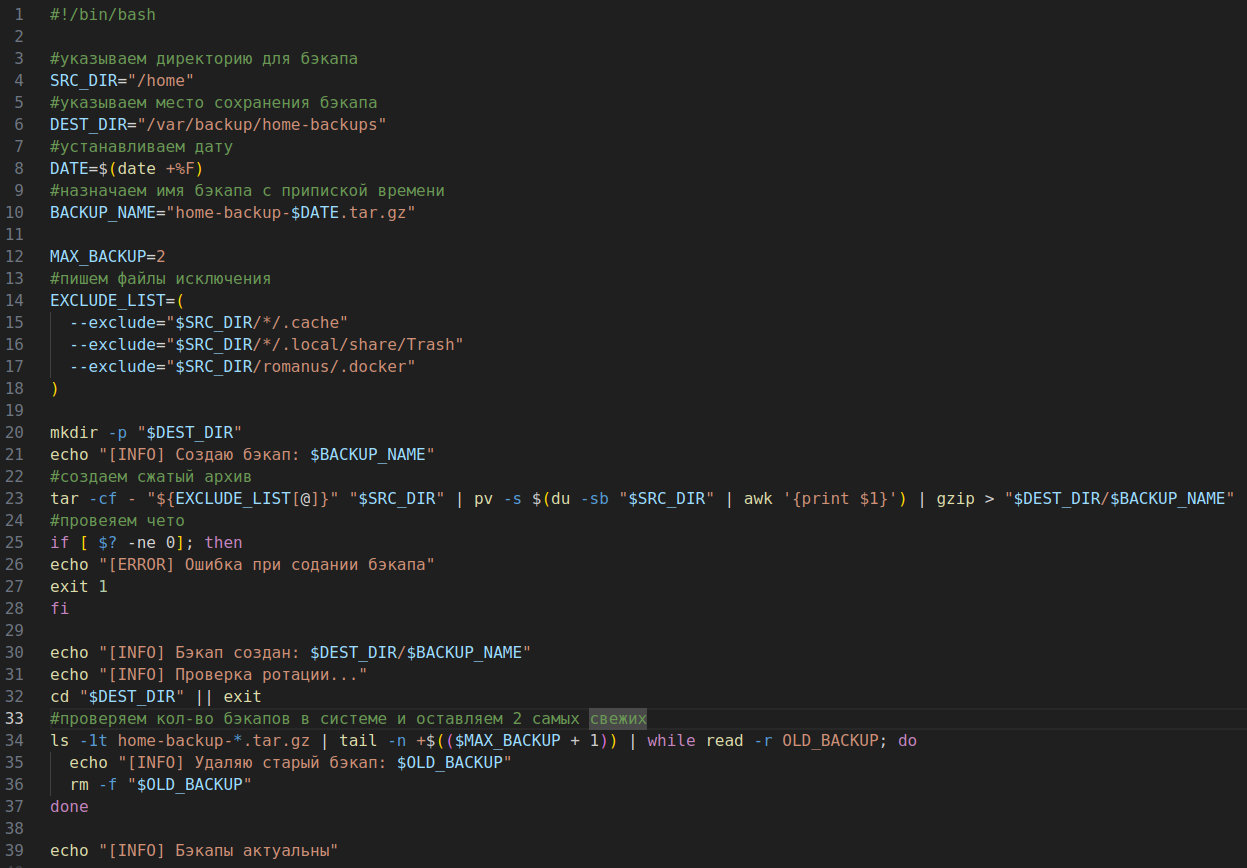 1 #!/bin/bash
2
3 #указываем директорию для бэкапа
4 SRC_DIR="/home"
5 #указываем место сохранения бэкапа
6 DEST_DIR="/var/backup/home-backups"
7 #устанавливаем дату
8 DATE=$(date +%F)
9 #назначаем имя бэкапа с припиской времени
10 BACKUP_NAME="home-backup-$DATE.tar.gz"
11
12 MAX_BACKUP=2
13 #пишем файлы исключения
14 EXCLUDE_LIST=(
15   --exclude="$SRC_DIR/*/.cache"
16   --exclude="$SRC_DIR/*/.local/share/Trash"
17   --exclude="$SRC_DIR/romanus/.docker"
18 )
19
20 mkdir -p "$DEST_DIR"
21 echo "[INFO] Создаю бэкап: $BACKUP_NAME"
22 #создаем сжатый архив
23 tar -cf - "${EXCLUDE_LIST[@]}" "$SRC_DIR" | pv -s $(du -sb "$SRC_DIR" | awk '{print $1}') | gzip > "$DEST_DIR/$BACKUP_NAME"
24 #провеяем чето
25 if [ $? -ne 0]; then
26 echo "[ERROR] Ошибка при содании бэкапа"
27 exit 1
28 fi
29
30 echo "[INFO] Бэкап создан: $DEST_DIR/$BACKUP_NAME"
31 echo "[INFO] Проверка ротации..."
32 cd "$DEST_DIR" || exit
33 #проверяем кол-во бэкапов в системе и оставляем 2 самых свежих
34 ls -1t home-backup-*.tar.gz | tail -n +$(($MAX_BACKUP + 1)) | while read -r OLD_BACKUP; do
35   echo "[INFO] Удаляю старый бэкап: $OLD_BACKUP"
36   rm -f "$OLD_BACKUP"
37 done
38
39 echo "[INFO] Бэкапы актуальны"